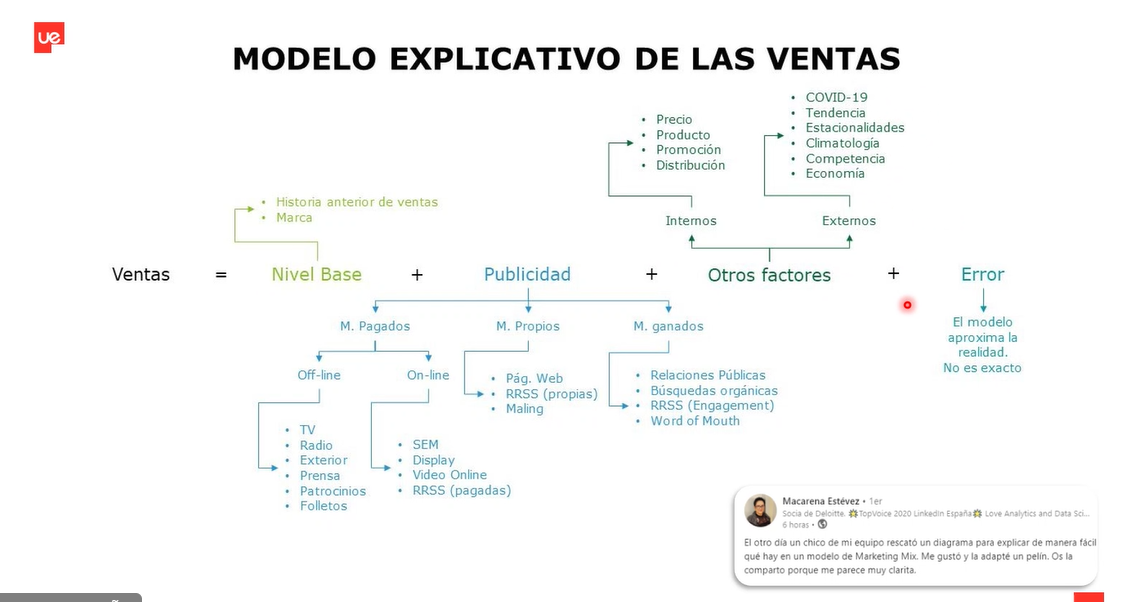 ue
MODELO EXPLICATIVO DE LAS VENTAS
• Precio
• Producto
• Promoción
• Distribución
• COVID-19
• Tendencia
• Estacionalidades
• Climatología
• Competencia
• Economía
• Historia anterior de ventas
• Marca
Internos
Externos
Ventas = Nivel Base + Publicidad + Otros factores + Error
M. Pagados
M. Propios
M. ganados
El modelo
aproxima la
realidad.
No es exacto
Off-line
On-line
• Pág. Web
• RRSS (propias)
• Maling
• Relaciones Públicas
• Búsquedas orgánicas
• RRSS (Engagement)
• Word of Mouth
• TV
• Radio
• Exterior
• Prensa
• Patrocinios
• Folletos
• SEM
• Display
• Video Online
• RRSS (pagadas)
Macarena Estévez • 1er
Socia de Deloitte. TopVoice 2020 LinkedIn España Love Analytics and Data Sci...
6 horas •
El otro día un chico de mi equipo rescató un diagrama para explicar de manera fácil
qué hay en un modelo de Marketing Mix. Me gustó y la adapté un pelín. Os la
comparto porque me parece muy clarita.